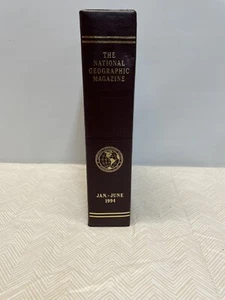 THE
NATIONAL
GEOGRAPHIC
MAGAZINE
JAN.-JUNE
1994